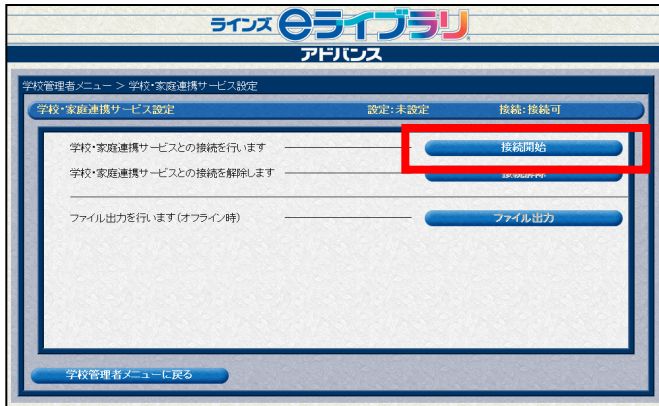 ラインズ eライブラリ
アドバンス
学校管理者メニュー > 学校・家庭連携サービス設定
学校・家庭連携サービス設定 設定:未設定 接続:接続可
学校・家庭連携サービスとの接続を行います 接続開始
学校・家庭連携サービスとの接続を解除します 接続解除
ファイル出力を行います(オフライン時) ファイル出力
学校管理者メニューに戻る